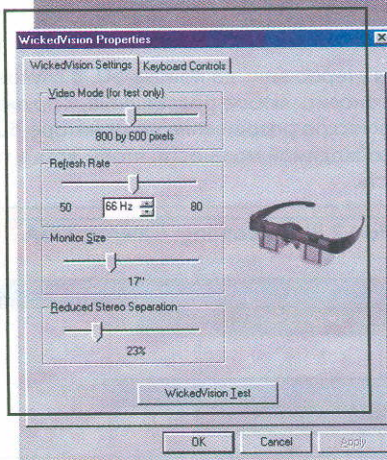 WickedVision Properties
WickedVision Settings Keyboard Controls
Video Mode (for test only)
800 by 600 pixels
Refresh Rate
50 66 Hz 80
Monitor Size
17"
Reduced Stereo Separation
23%
WickedVision Test
OK Cancel Apply